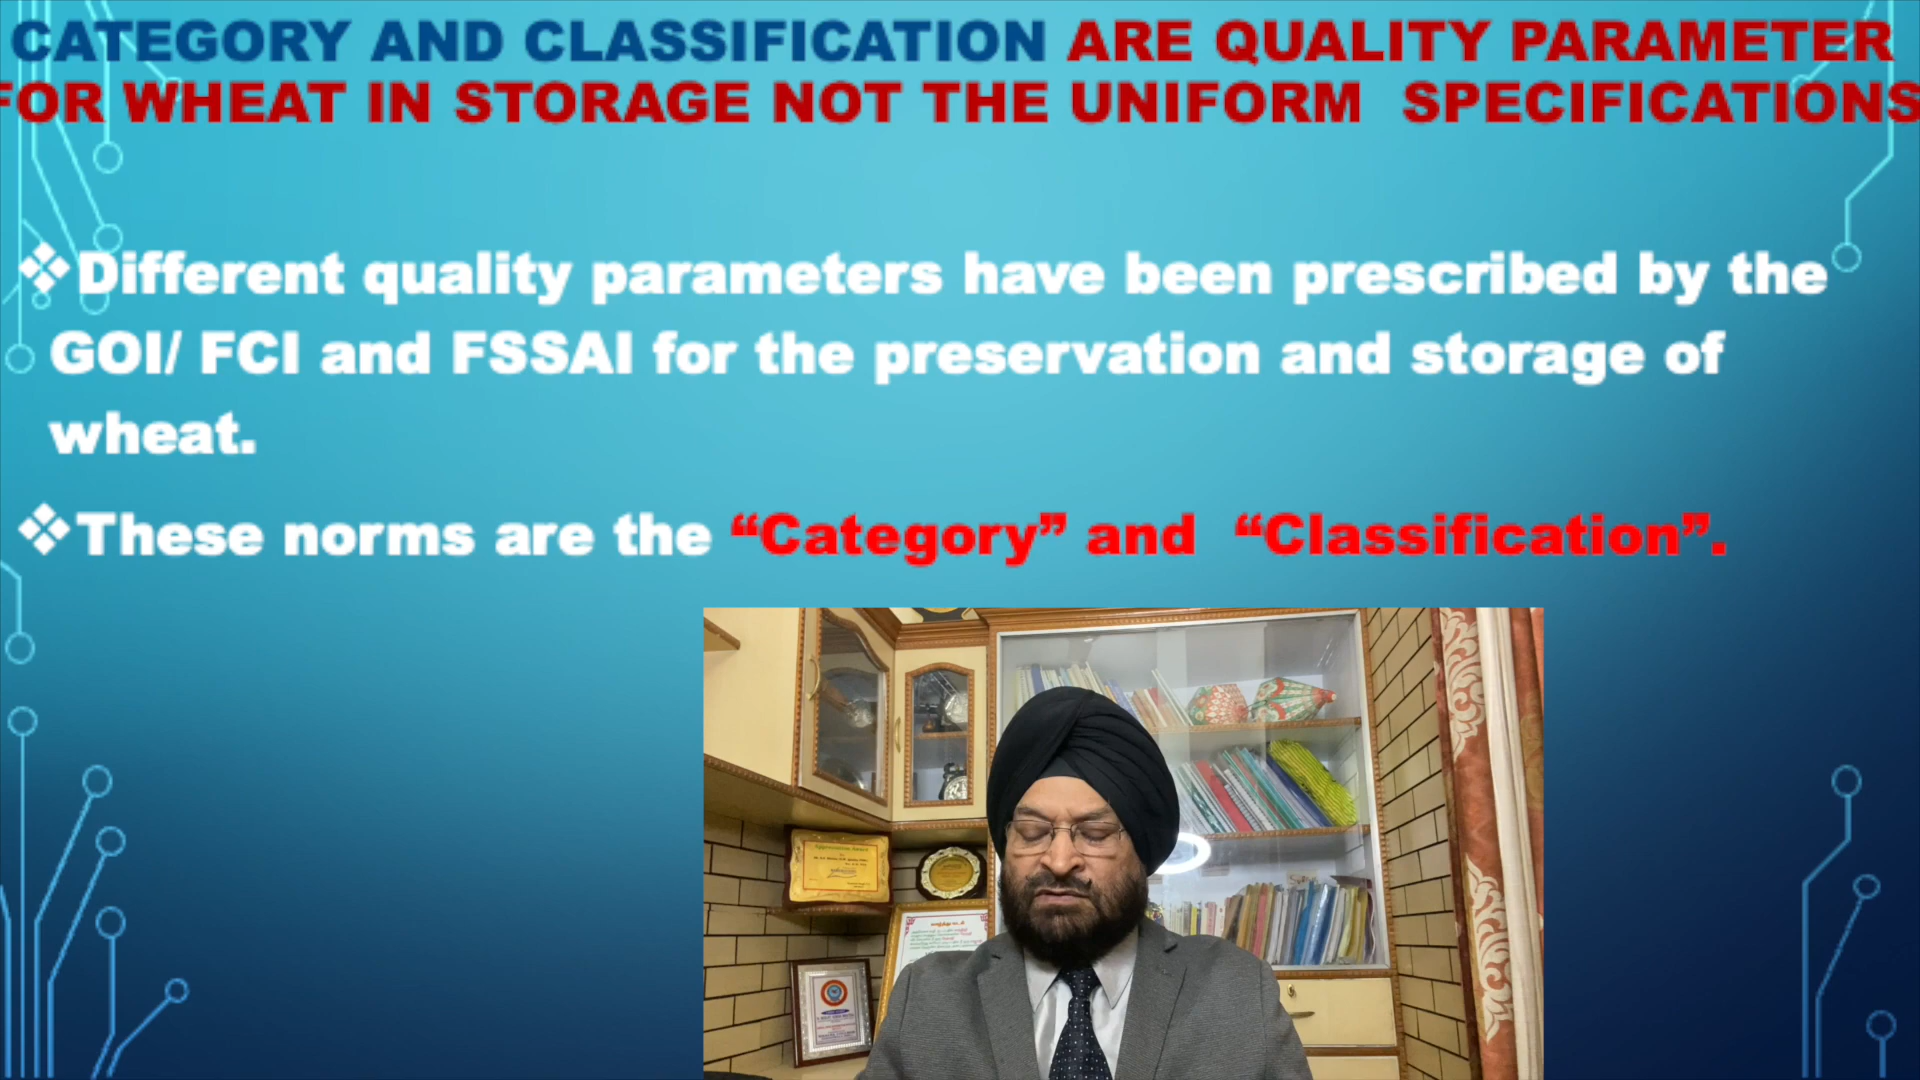 CATEGORY AND CLASSIFICATION ARE QUALITY PARAMETER
FOR WHEAT IN STORAGE NOT THE UNIFORM SPECIFICATIONS
❖Different quality parameters have been prescribed by the
GOI/ FCI and FSSAI for the preservation and storage of
wheat.
❖These norms are the “Category” and “Classification”.
Appreciation Award